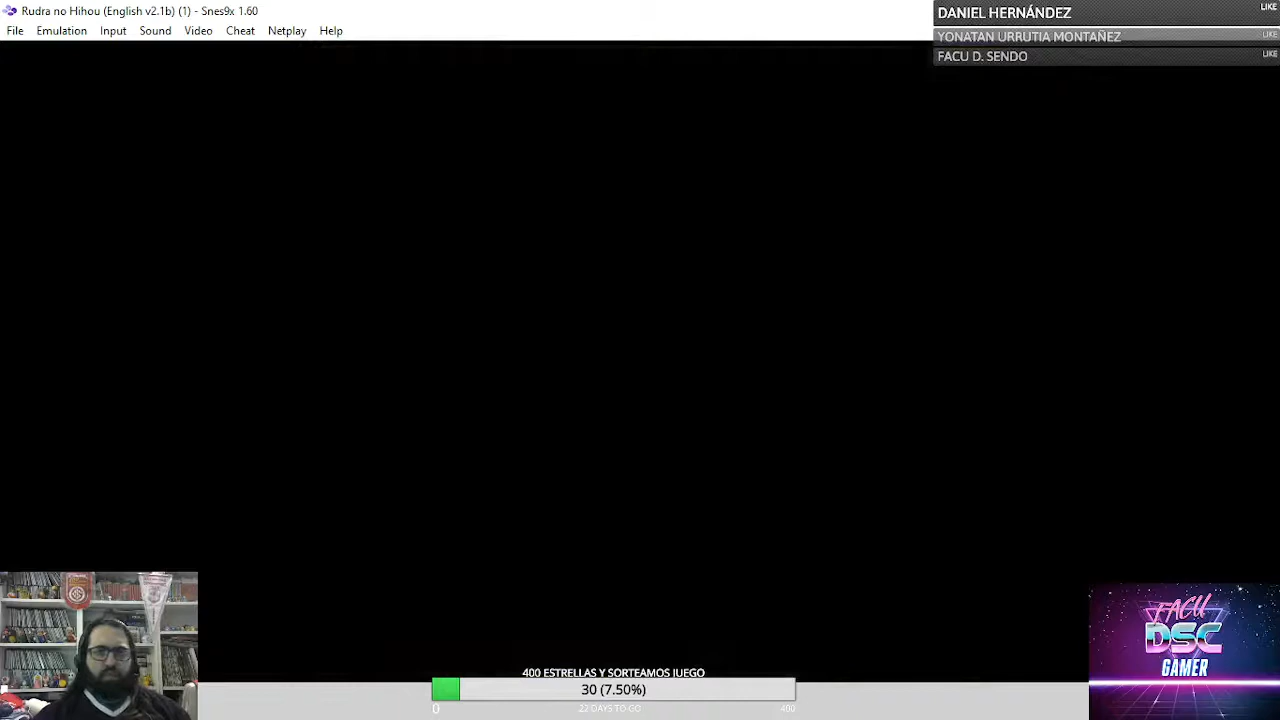 Rudra no Hihou (English v2.1b) (1) - Snes9x 1.60
File Emulation Input Sound Video Cheat Netplay Help
DANIEL HERNÁNDEZ LIKE
YONATAN URRUTIA MONTAÑEZ LIKE
FACU D. SENDO LIKE
400 ESTRELLAS Y SORTEAMOS JUEGO
30 (7.50%)
0 22 DAYS TO GO 400
FACU
DSC
GAMER